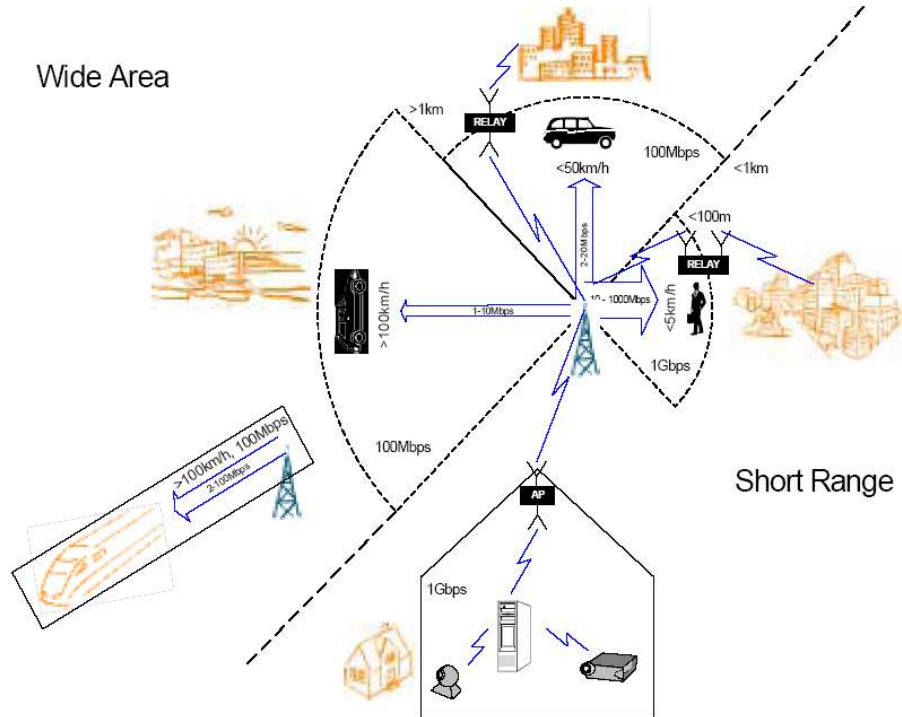 Wide Area
>1km
RELAY
<50km/h
100Mbps
<1km
<100m
RELAY
2-20Mbps
>100km/h
1-10Mbps
10 - 1000Mbps
<5km/h
1Gbps
100Mbps
>100km/h, 100Mbps
2-100Mbps
Short Range
AP
1Gbps